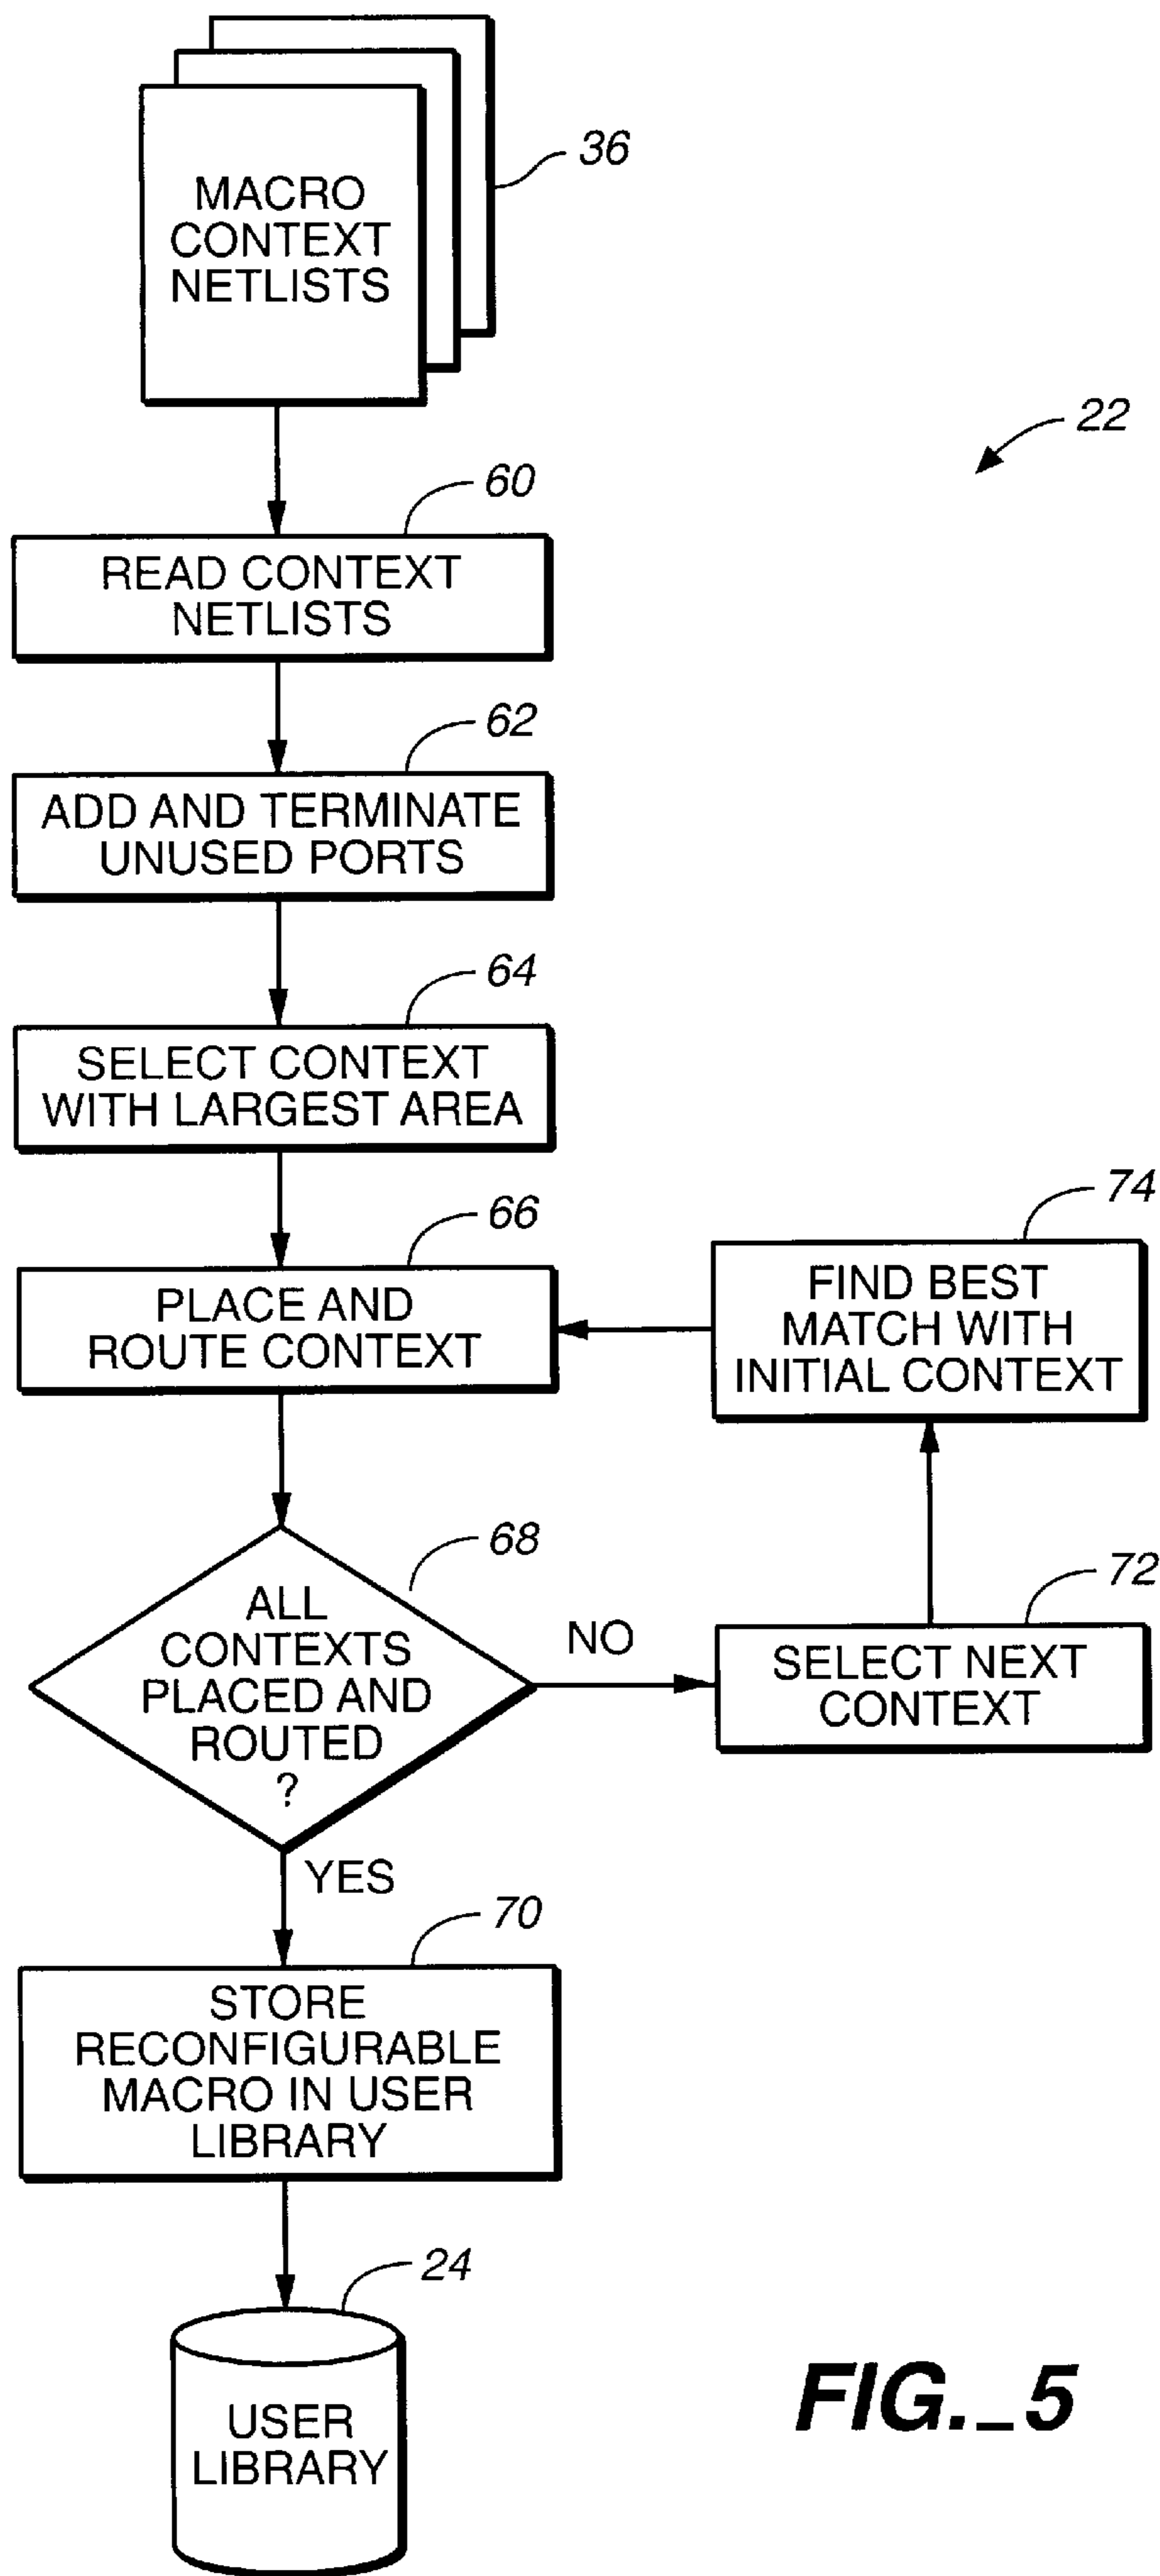 MACRO
CONTEXT
NETLISTS
36
22
60
READ CONTEXT
NETLISTS
62
ADD AND TERMINATE
UNUSED PORTS
64
SELECT CONTEXT
WITH LARGEST AREA
66
PLACE AND
ROUTE CONTEXT
74
FIND BEST
MATCH WITH
INITIAL CONTEXT
68
ALL
CONTEXTS
PLACED AND
ROUTED
?
NO
72
SELECT NEXT
CONTEXT
YES
70
STORE
RECONFIGURABLE
MACRO IN USER
LIBRARY
24
USER
LIBRARY
FIG._5